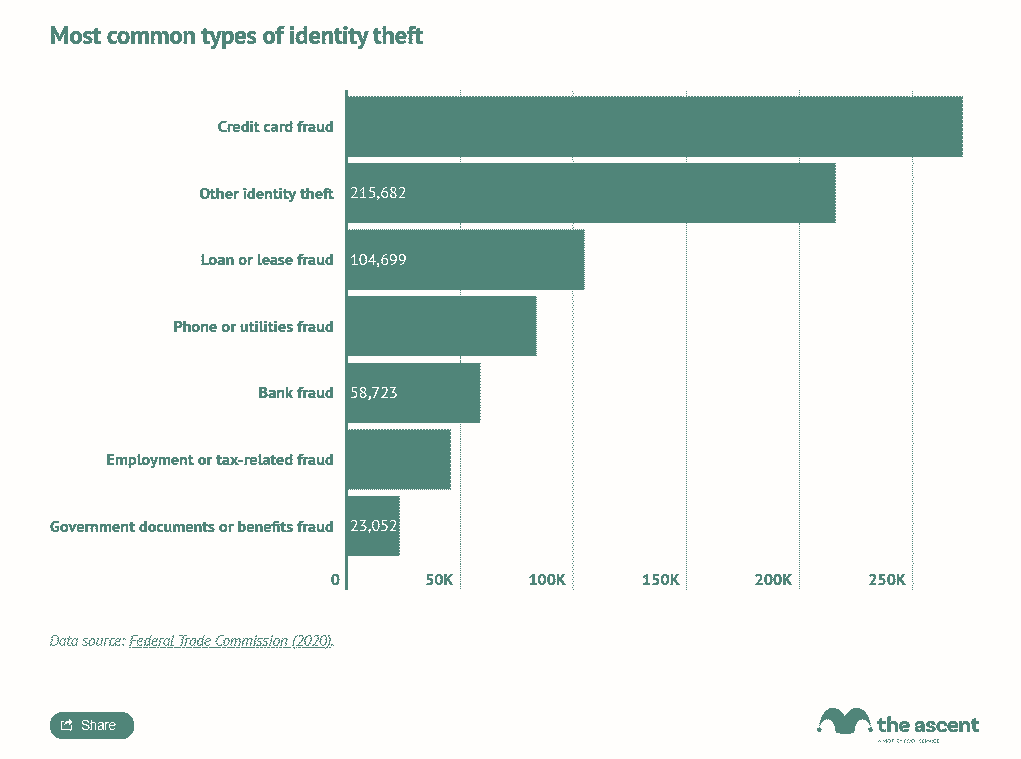 Most common types of identity theft
Credit card fraud
Other identity theft 215,682
Loan or lease fraud 104,699
Phone or utilities fraud
Bank fraud 58,723
Employment or tax-related fraud
Government documents or benefits fraud 23,052
0 50K 100K 150K 200K 250K
Data source: Federal Trade Commission (2020).
Share
the ascent